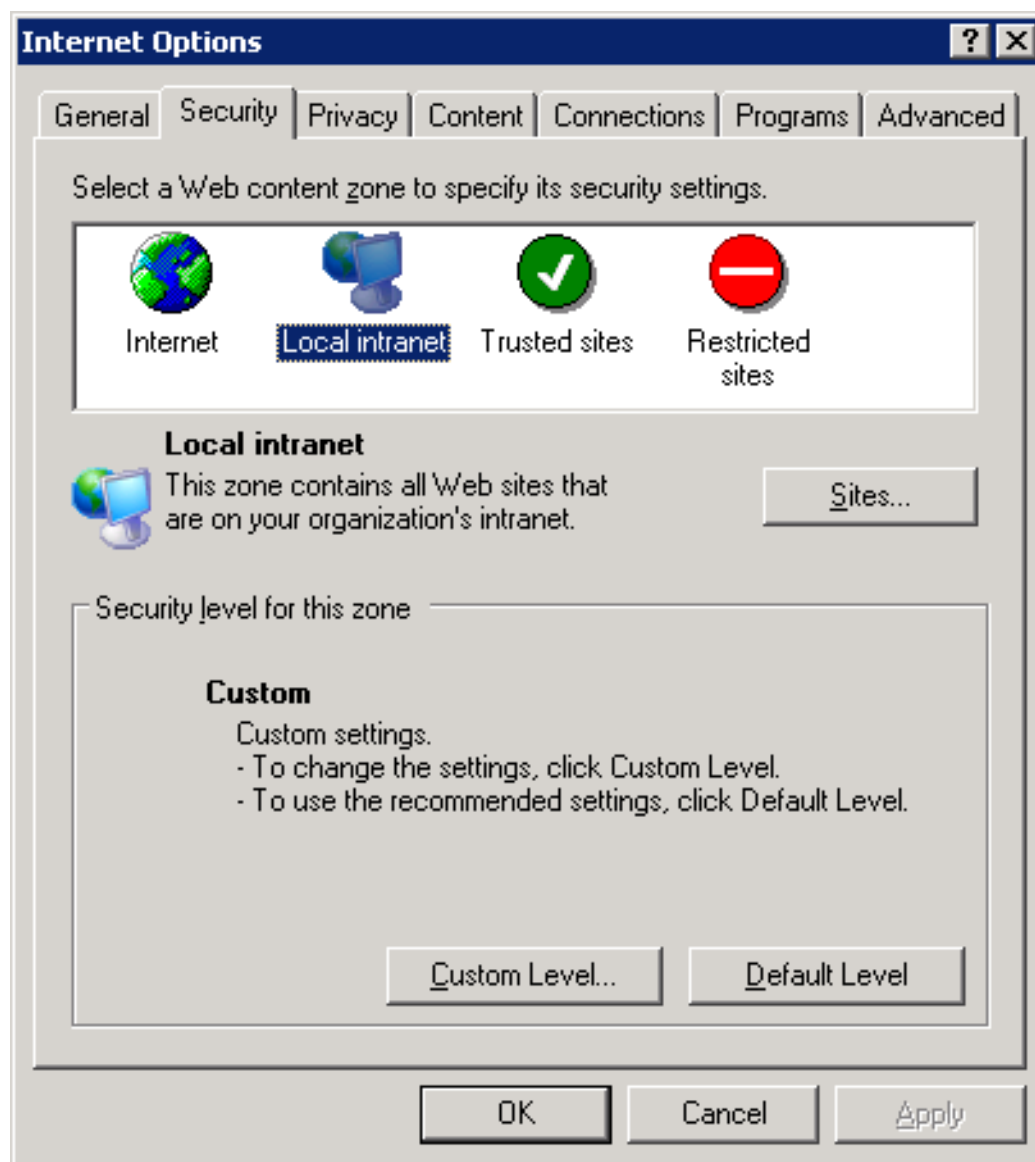 Internet Options
General Security Privacy Content Connections Programs Advanced
Select a Web content zone to specify its security settings.
Internet Local intranet Trusted sites Restricted
sites
Local intranet
This zone contains all Web sites that
are on your organization's intranet.
Sites...
Security level for this zone
Custom
Custom settings.
- To change the settings, click Custom Level.
- To use the recommended settings, click Default Level.
Custom Level... Default Level
OK Cancel Apply